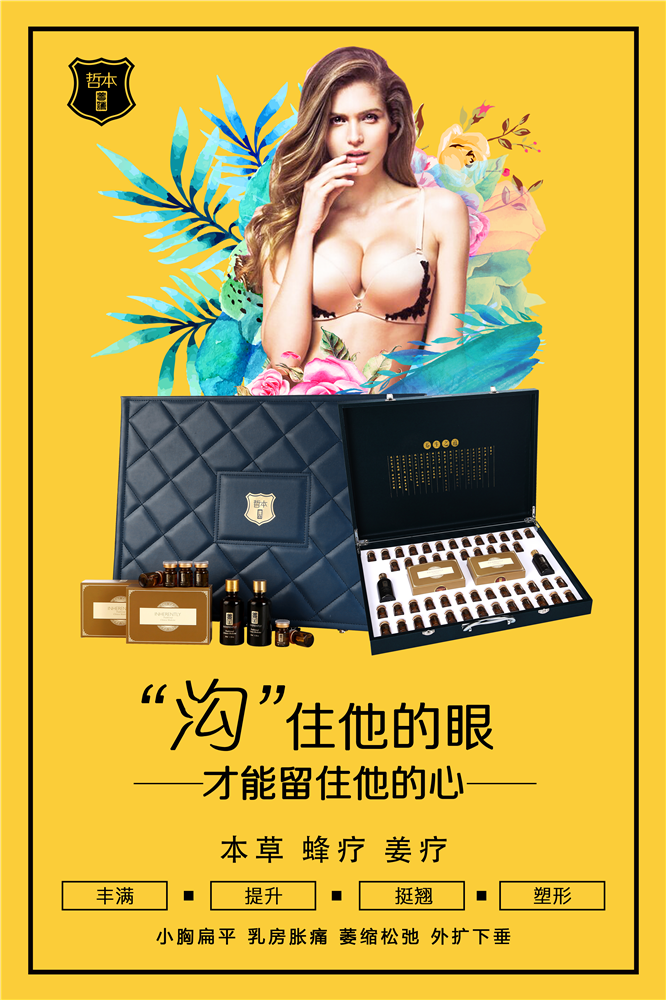 哲本
哲本
“沟”住他的眼
才能留住他的心
本草 蜂疗 姜疗
丰满 ■ 提升 ■ 挺翘 ■ 塑形
小胸扁平 乳房胀痛 萎缩松弛 外扩下垂